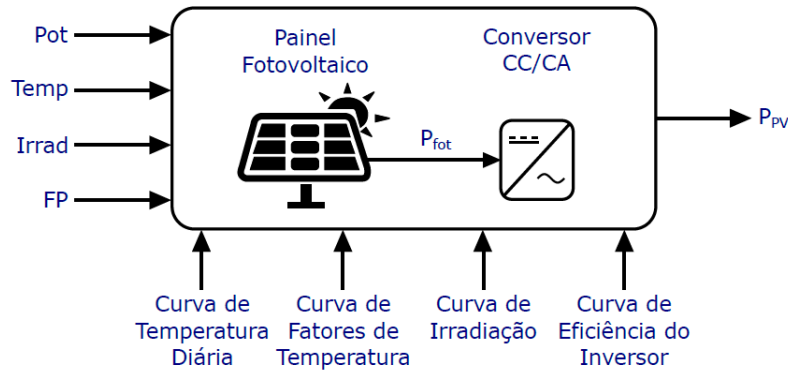 Pot
Temp
Irrad
FP
Painel
Fotovoltaico
Conversor
CC/CA
Pfot
PPV
Curva de
Temperatura
Diária
Curva de
Fatores de
Temperatura
Curva de
Irradiação
Curva de
Eficiência do
Inversor